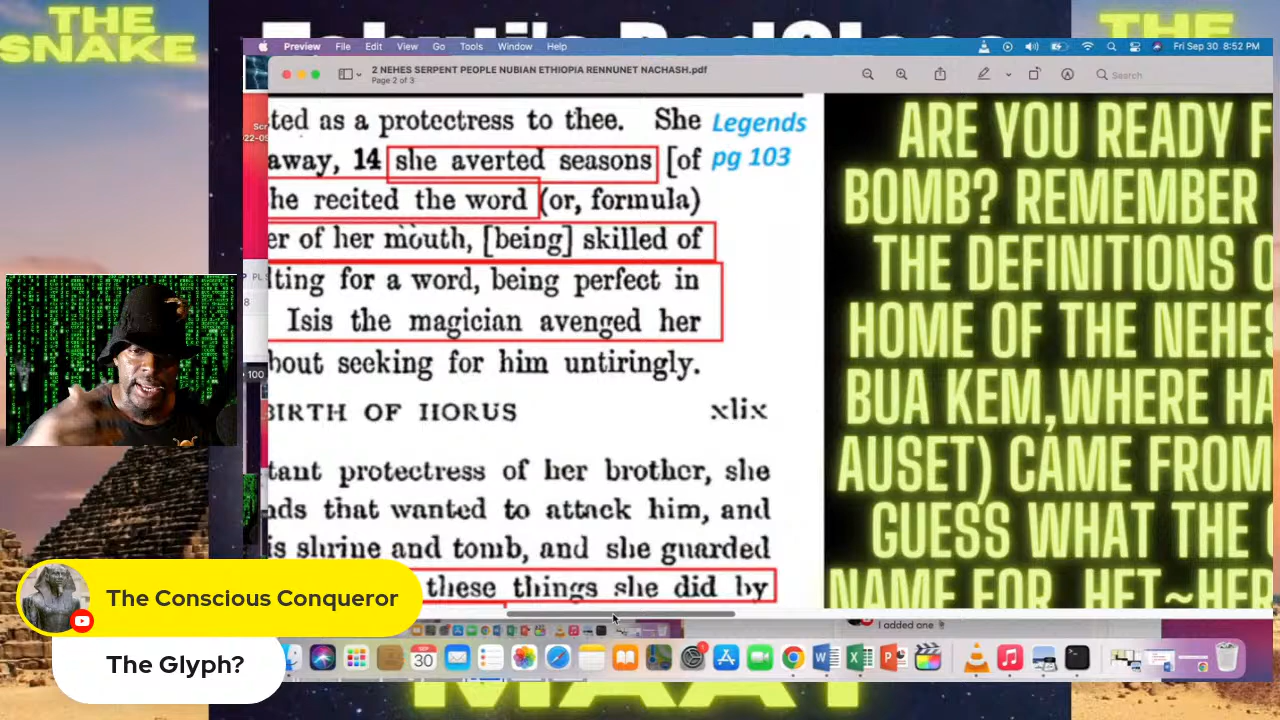 THE
SNAKE
THE
Preview File Edit View Go Tools Window Help
Fri Sep 30 8:52 PM
2 NEHES SERPENT PEOPLE NUBIAN ETHIOPIA RENNUNET NACHASH.pdf
Page 2 of 3
Search
ted as a protectress to thee. She
away, 14 she averted seasons [of
he recited the word (or, formula)
er of her mouth, [being] skilled of
ting for a word, being perfect in
Isis the magician avenged her
bout seeking for him untiringly.
BIRTH OF HORUS xlix
tant protectress of her brother, she
nds that wanted to attack him, and
is shrine and tomb, and she guarded
these things she did by
Legends
pg 103
ARE YOU READY F
BOMB? REMEMBER
THE DEFINITIONS O
HOME OF THE NEHES
BUA KEM,WHERE HA
AUSET) CAME FROM
GUESS WHAT THE
NAME FOR HET~HER
100
The Conscious Conqueror
The Glyph?
I added one
SEP
30
MAAT